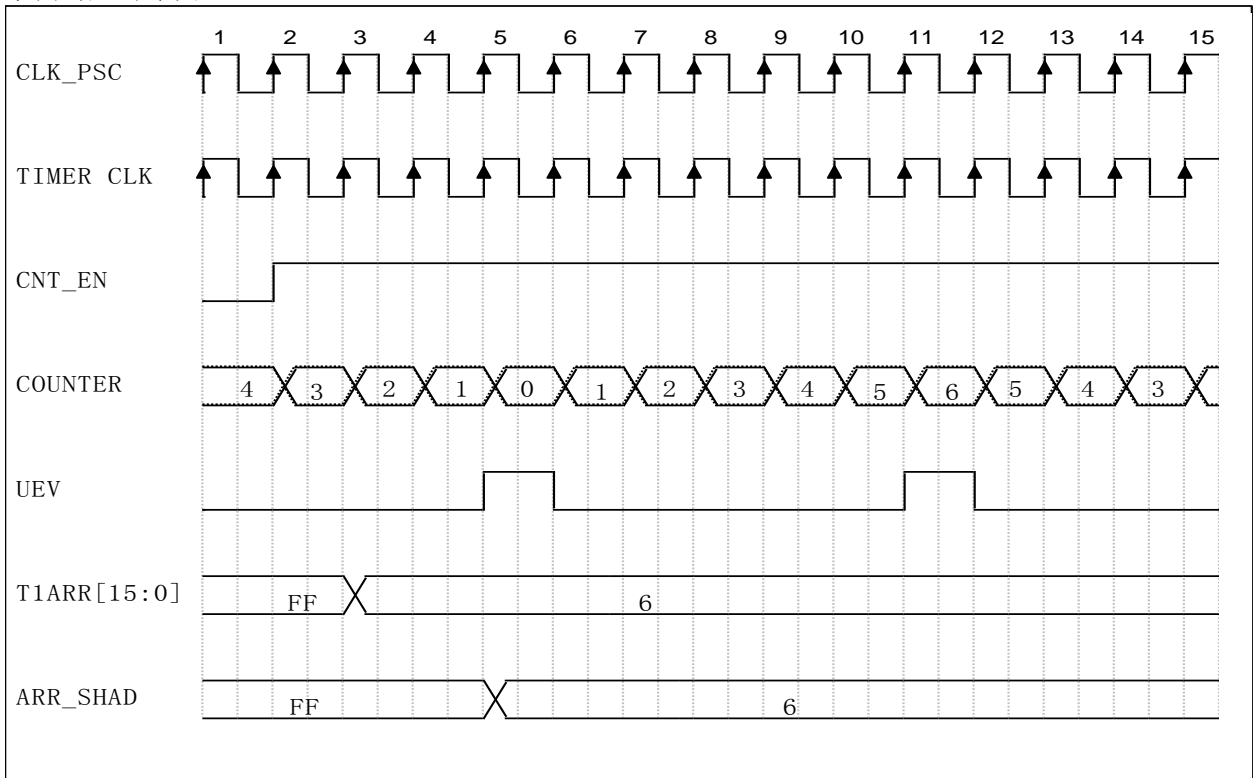 1 2 3 4 5 6 7 8 9 10 11 12 13 14 15
CLK_PSC
TIMER CLK
CNT_EN
COUNTER 4 3 2 1 0 1 2 3 4 5 6 5 4 3
UEV
T1ARR[15:0] FF 6
ARR_SHAD FF 6